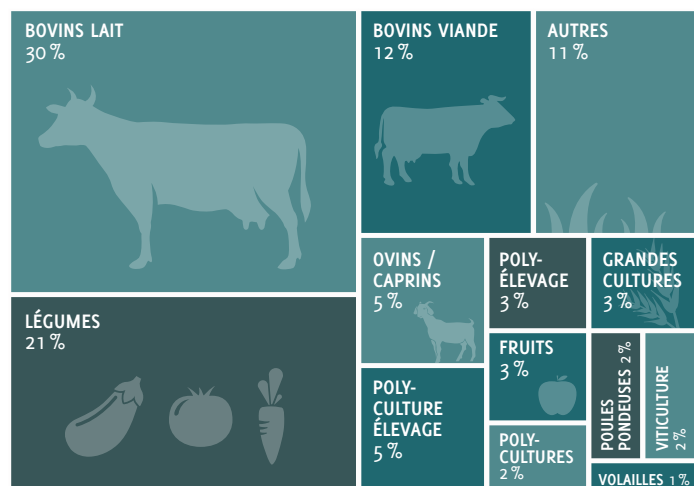 BOVINS LAIT
30 %
BOVINS VIANDE
12 %
AUTRES
11 %
LÉGUMES
21 %
OVINS /
CAPRINS
5 %
POLY-
ÉLEVAGE
3 %
GRANDES
CULTURES
3 %
POLY-
CULTURE
ÉLEVAGE
5 %
FRUITS
3 %
POLY-
CULTURES
2 %
POULES
PONDEUSES 2 %
VITICULTURE
2 %
VOLAILLES 1 %